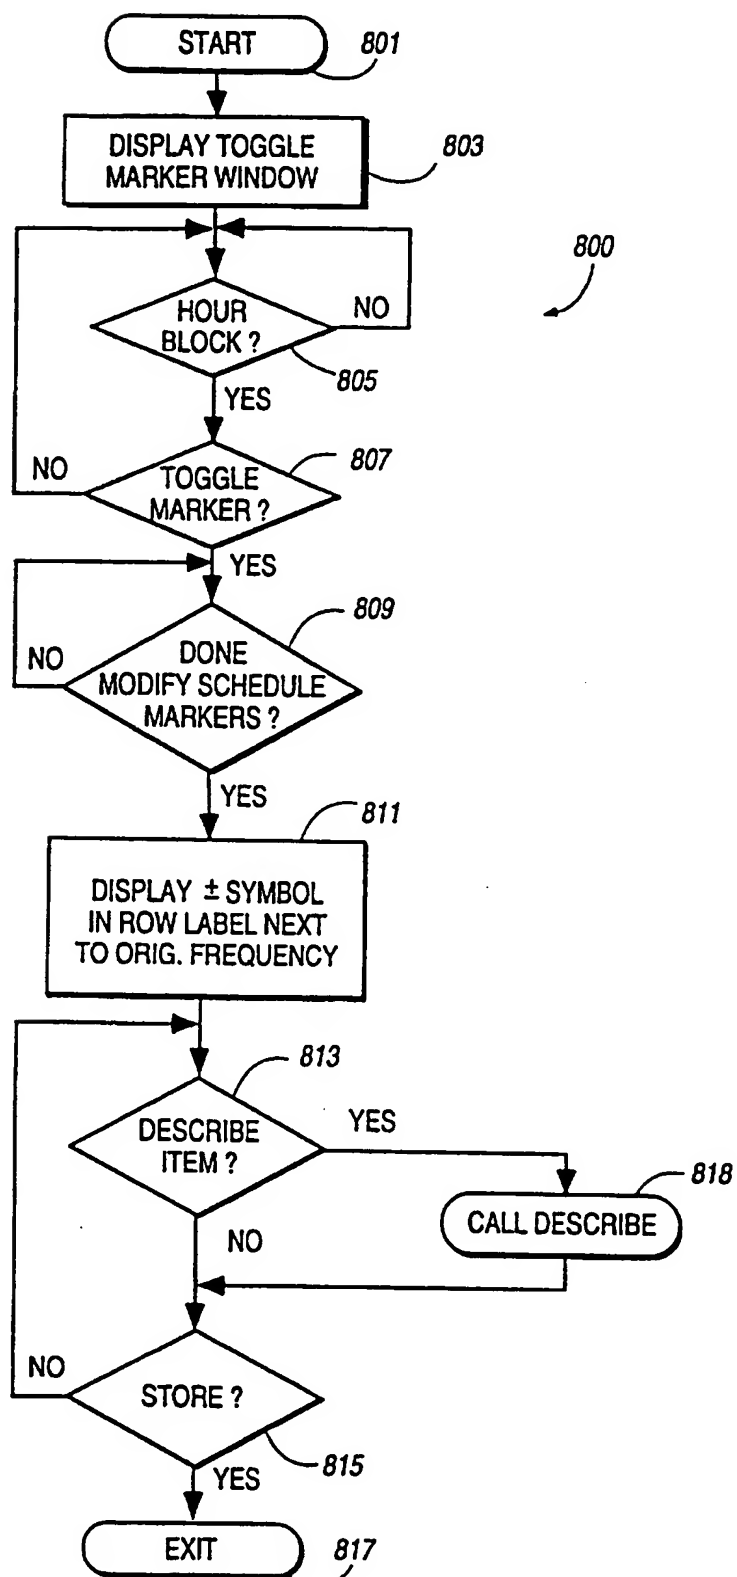 START
801
DISPLAY TOGGLE
MARKER WINDOW
803
800
HOUR
BLOCK ?
NO
805
YES
807
NO
TOGGLE
MARKER ?
YES
809
NO
DONE
MODIFY SCHEDULE
MARKERS ?
YES
811
DISPLAY ± SYMBOL
IN ROW LABEL NEXT
TO ORIG. FREQUENCY
813
DESCRIBE
ITEM ?
YES
818
CALL DESCRIBE
NO
NO
STORE ?
815
YES
EXIT
817